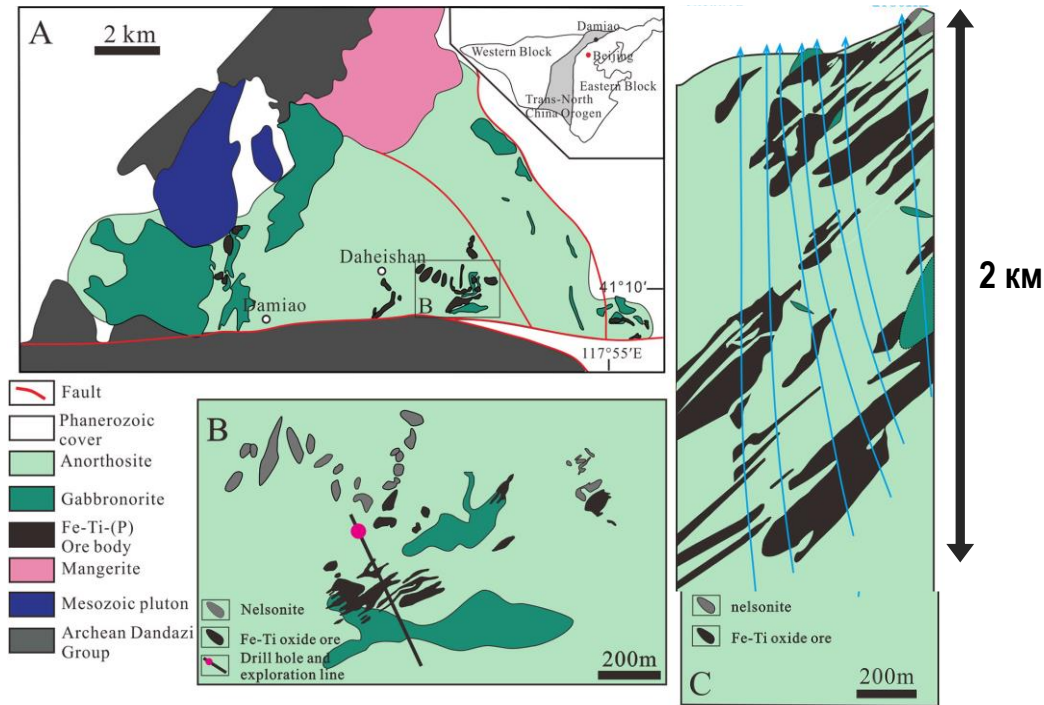 A
2 km
Western Block
Damiao
Beijing
Eastern Block
Trans-North
China Orogen
Daheishan
Damiao
B
41°10′
117°55′E
Fault
Phanerozoic
cover
Anorthosite
Gabbronorite
Fe-Ti-(P)
Ore body
Mangerite
Mesozoic pluton
Archean Dandazi
Group
B
Nelsonite
Fe-Ti oxide ore
Drill hole and
exploration line
200m
2 км
nelsonite
Fe-Ti oxide ore
C
200m